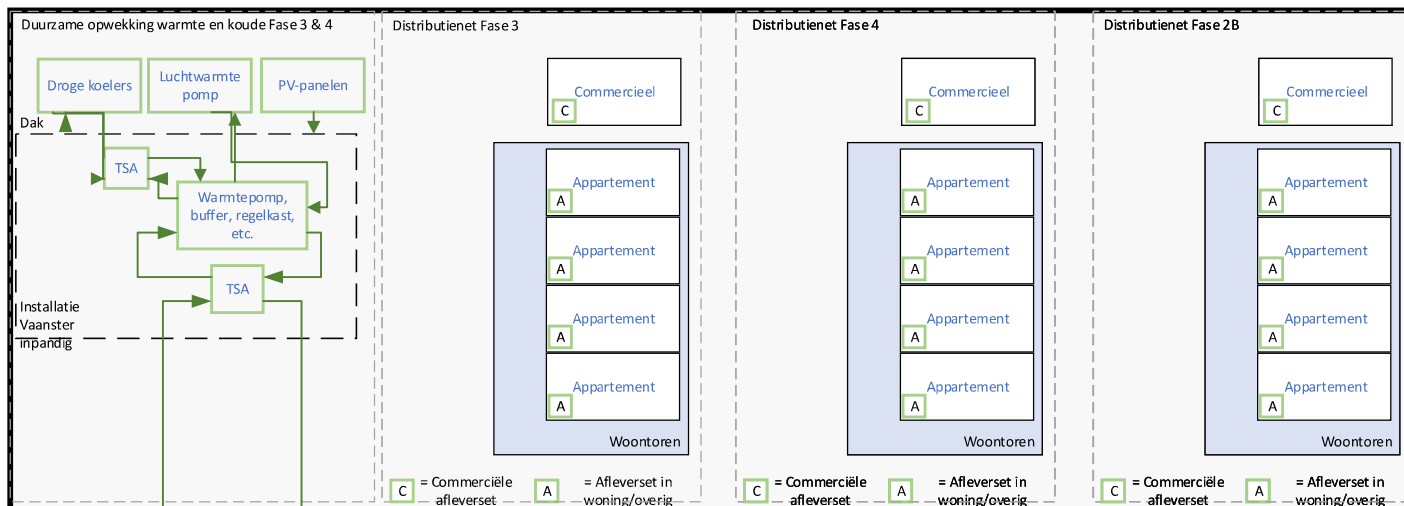 Duurzame opwekking warmte en koude Fase 3 & 4
Droge koelers
Luchtwarmte
pomp
PV-panelen
Dak
TSA
Warmtepomp,
buffer, regelkast,
etc.
TSA
Installatie
Vaanster
inpandig
Distributienet Fase 3
Commercieel
C
Appartement
A
Appartement
A
Appartement
A
Appartement
A
Woontoren
C
= Commerciële
afleverset
A
= Afleverset in
woning/overig
Distributienet Fase 4
Commercieel
C
Appartement
A
Appartement
A
Appartement
A
Appartement
A
Woontoren
C
= Commerciële
afleverset
A
= Afleverset in
woning/overig
Distributienet Fase 2B
Commercieel
C
Appartement
A
Appartement
A
Appartement
A
Appartement
A
Woontoren
C
= Commerciële
afleverset
A
= Afleverset in
woning/overig